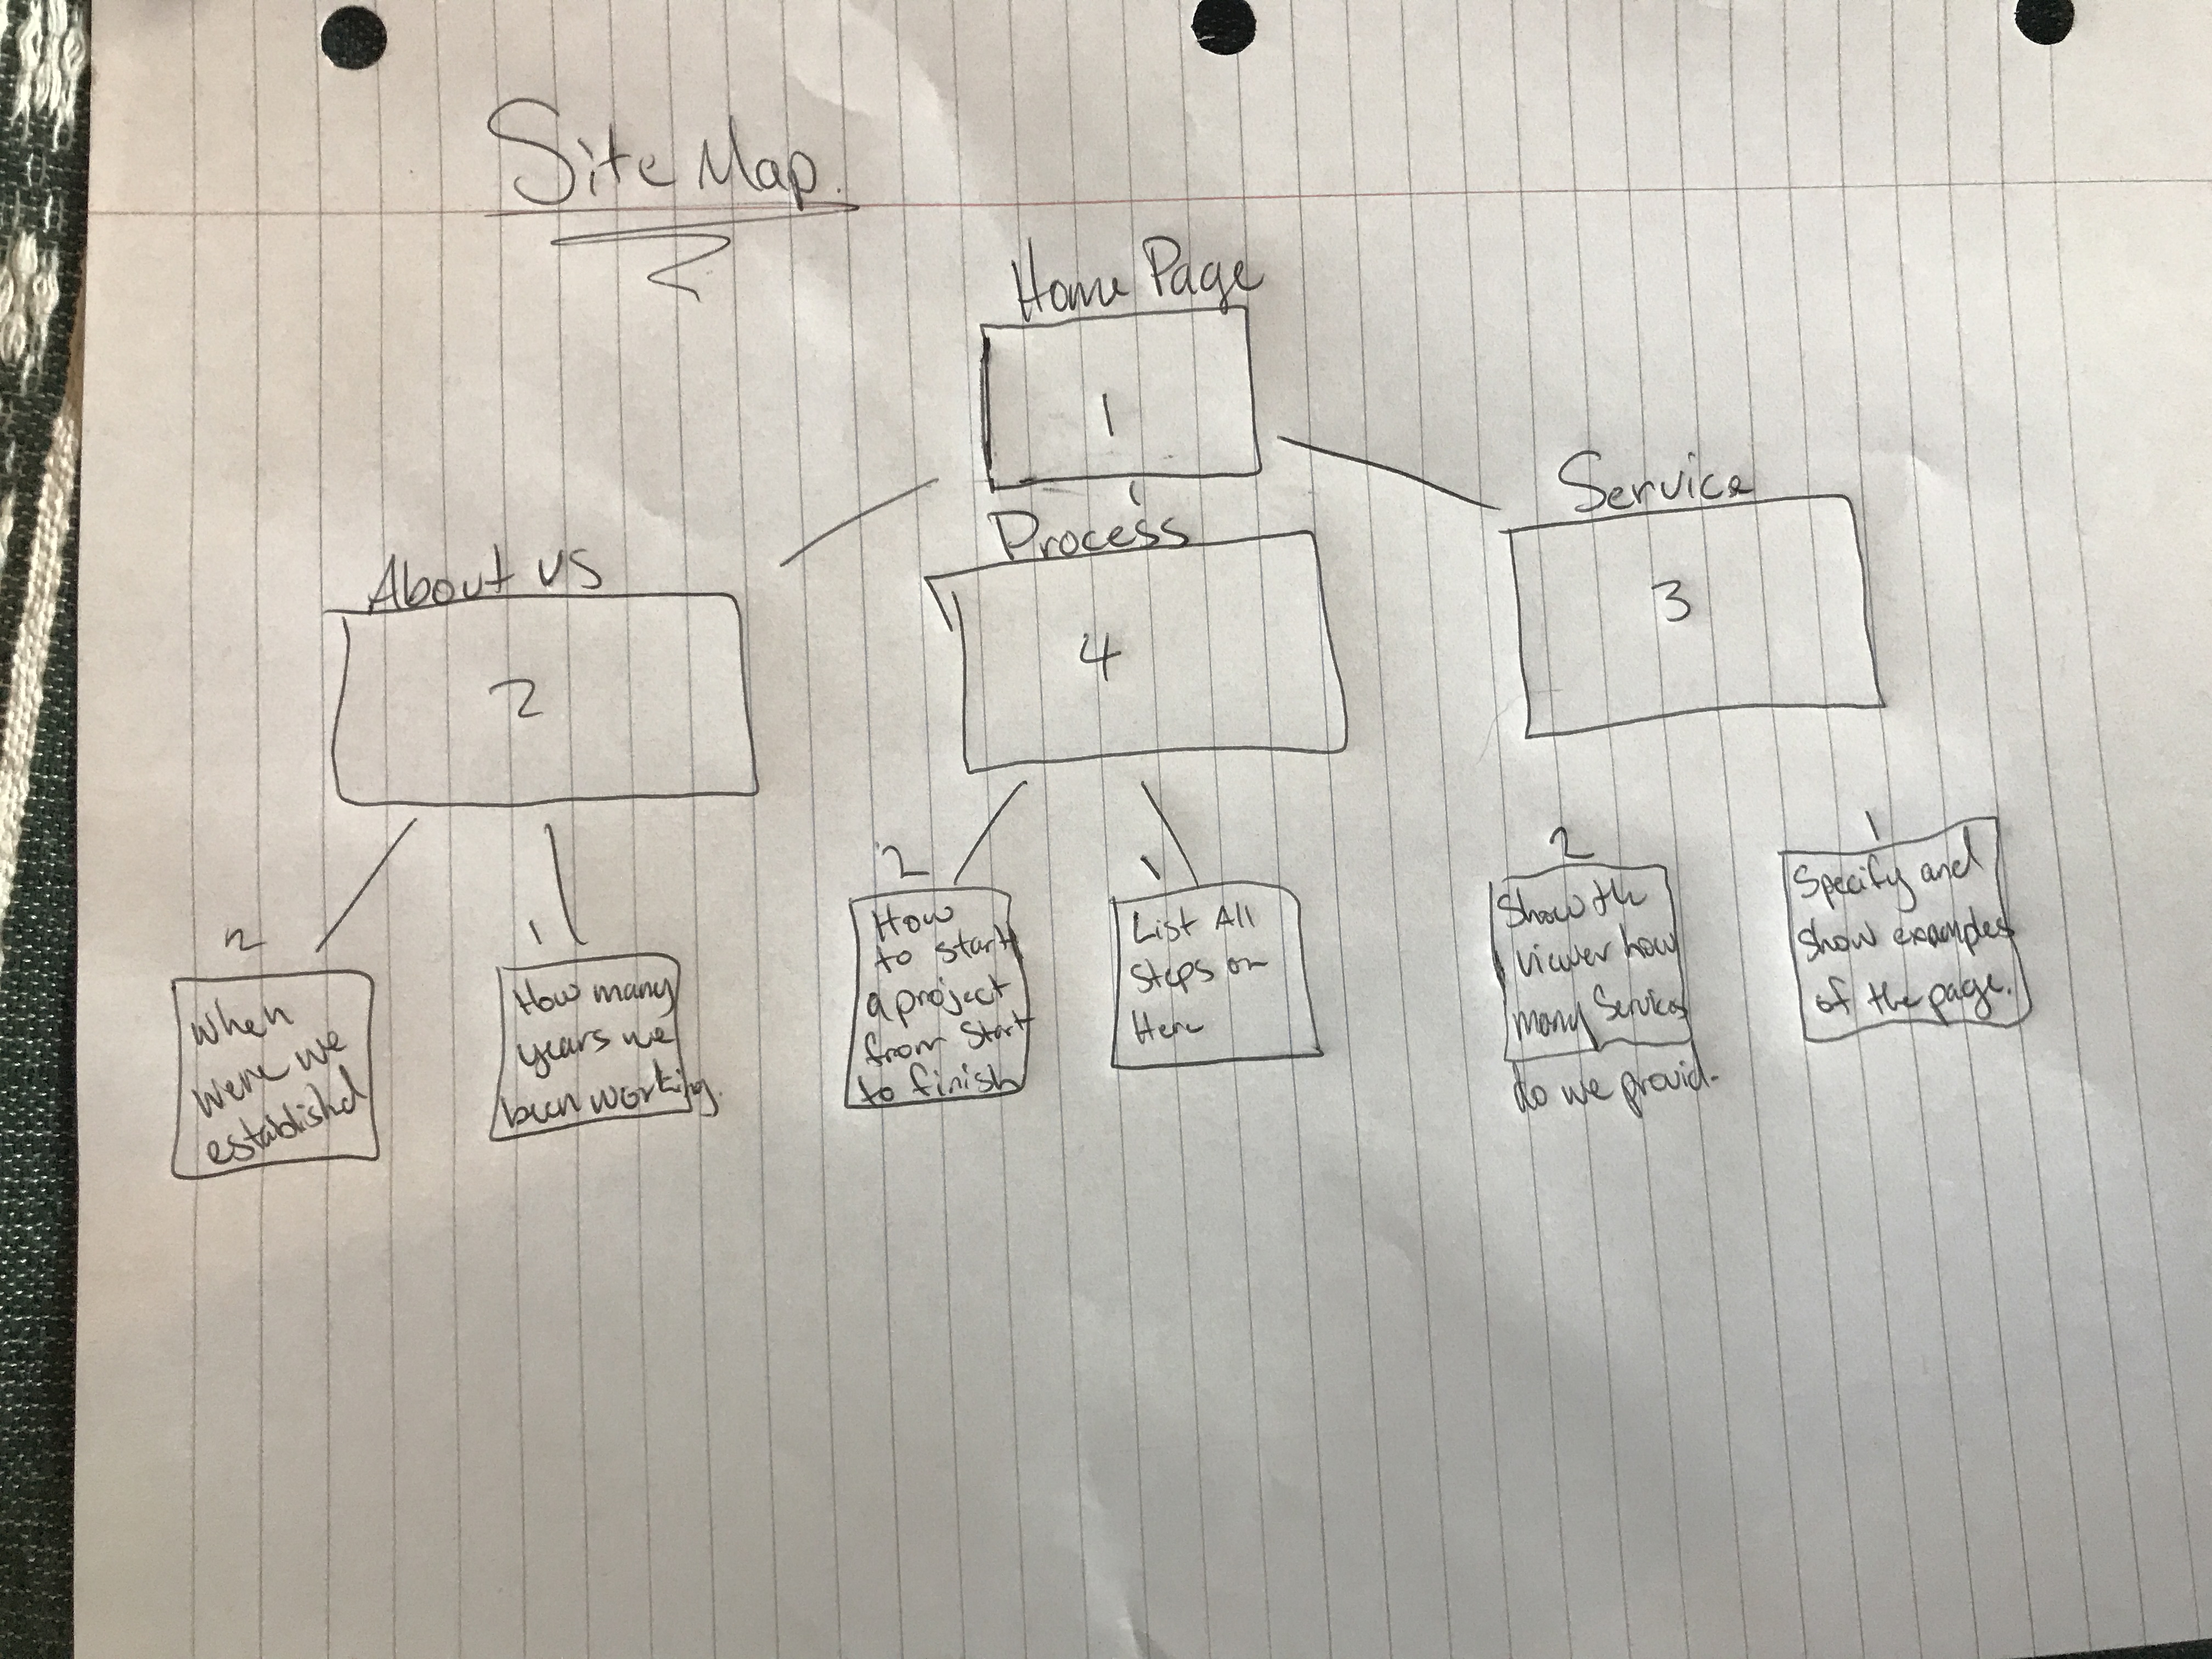 Site Map.
Home Page
1
About us
2
Process
4
Service
3
2
When
were we
established
1
How many
years we
been working.
2
How
to start
a project
from start
to finish
1
List All
Steps on
Here
2
Show the
viewer how
many Services
do we provid.
1
Specify and
show examples
of the page.